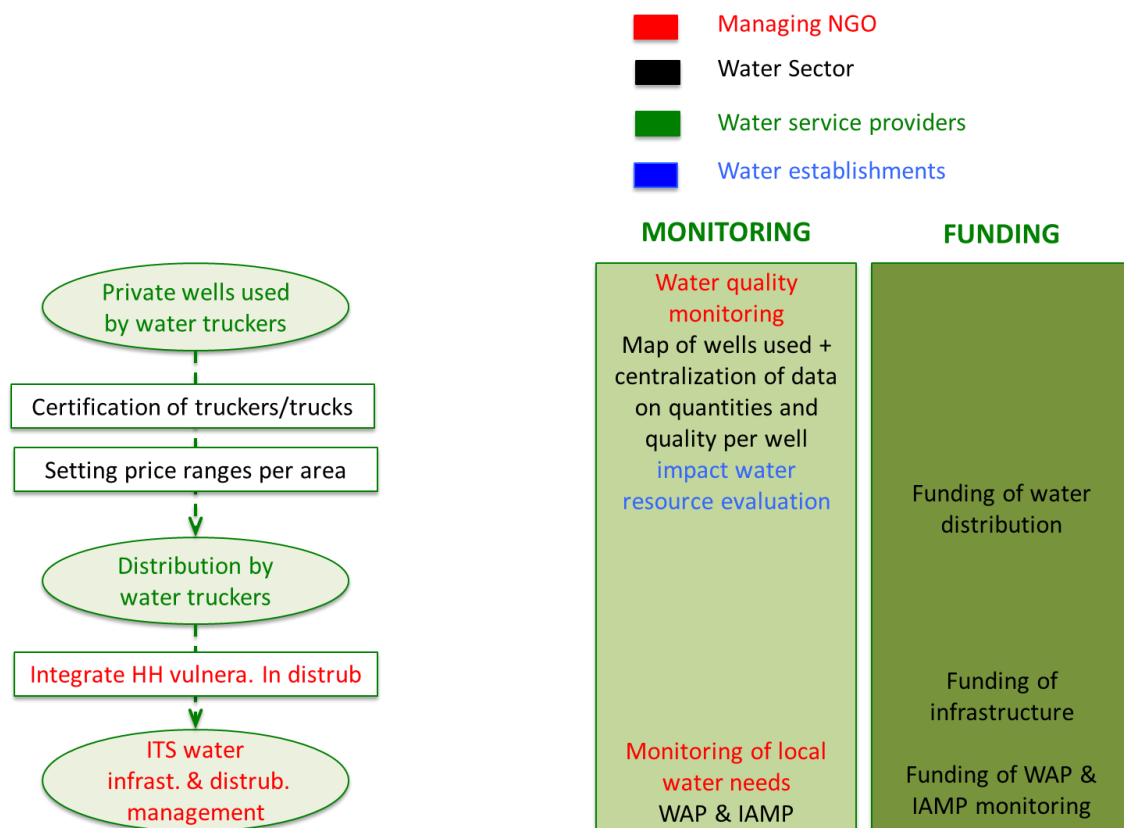 Managing NGO
Water Sector
Water service providers
Water establishments
MONITORING
FUNDING
Private wells used
by water truckers
Certification of truckers/trucks
Setting price ranges per area
Distribution by
water truckers
Integrate HH vulnera. In distrub
ITS water
infrast. & distrub.
management
Water quality
monitoring
Map of wells used +
centralization of data
on quantities and
quality per well
impact water
resource evaluation
Monitoring of local
water needs
WAP & IAMP
Funding of water
distribution
Funding of
infrastructure
Funding of WAP &
IAMP monitoring